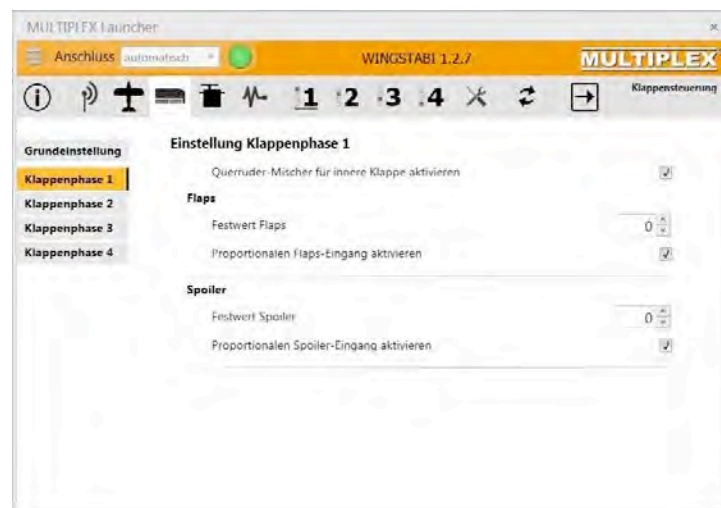 MULTIPLEX Launcher
Anschluss automatisch WINGSTABI 1.2.7 MULTIPLEX
1 2 3 4 Klappensteuerung
Grundeinstellung
Klappenphase 1
Klappenphase 2
Klappenphase 3
Klappenphase 4
Einstellung Klappenphase 1
Querruder-Mischer für innere Klappe aktivieren
Flaps
Festwert Flaps 0
Proportionalen Flaps-Eingang aktivieren
Spoiler
Festwert Spoiler 0
Proportionalen Spoiler-Eingang aktivieren